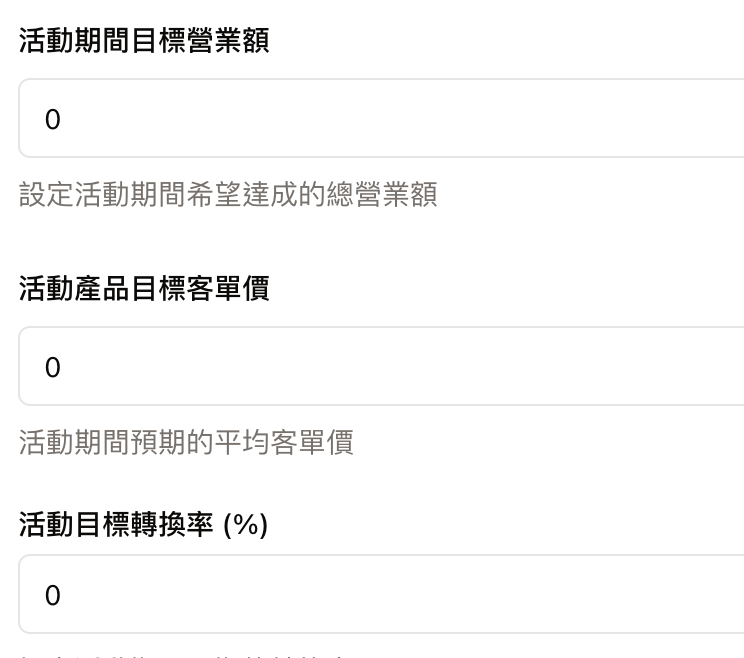 活動期間目標營業額
0
設定活動期間希望達成的總營業額
活動產品目標客單價
0
活動期間預期的平均客單價
活動目標轉換率 (%)
0